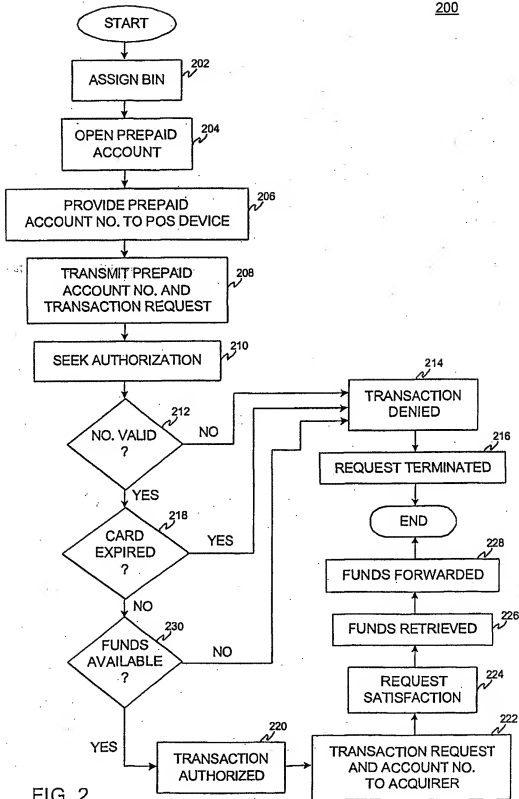 200
START
202
ASSIGN BIN
204
OPEN PREPAID
ACCOUNT
206
PROVIDE PREPAID
ACCOUNT NO. TO POS DEVICE
208
TRANSMIT PREPAID
ACCOUNT NO. AND
TRANSACTION REQUEST
210
SEEK AUTHORIZATION
212
NO. VALID
?
NO
YES
218
CARD
EXPIRED
?
YES
NO
230
FUNDS
AVAILABLE
?
NO
YES
220
TRANSACTION
AUTHORIZED
222
TRANSACTION REQUEST
AND ACCOUNT NO.
TO ACQUIRER
224
REQUEST
SATISFACTION
226
FUNDS RETRIEVED
228
FUNDS FORWARDED
214
TRANSACTION
DENIED
216
REQUEST TERMINATED
END
FIG. 2